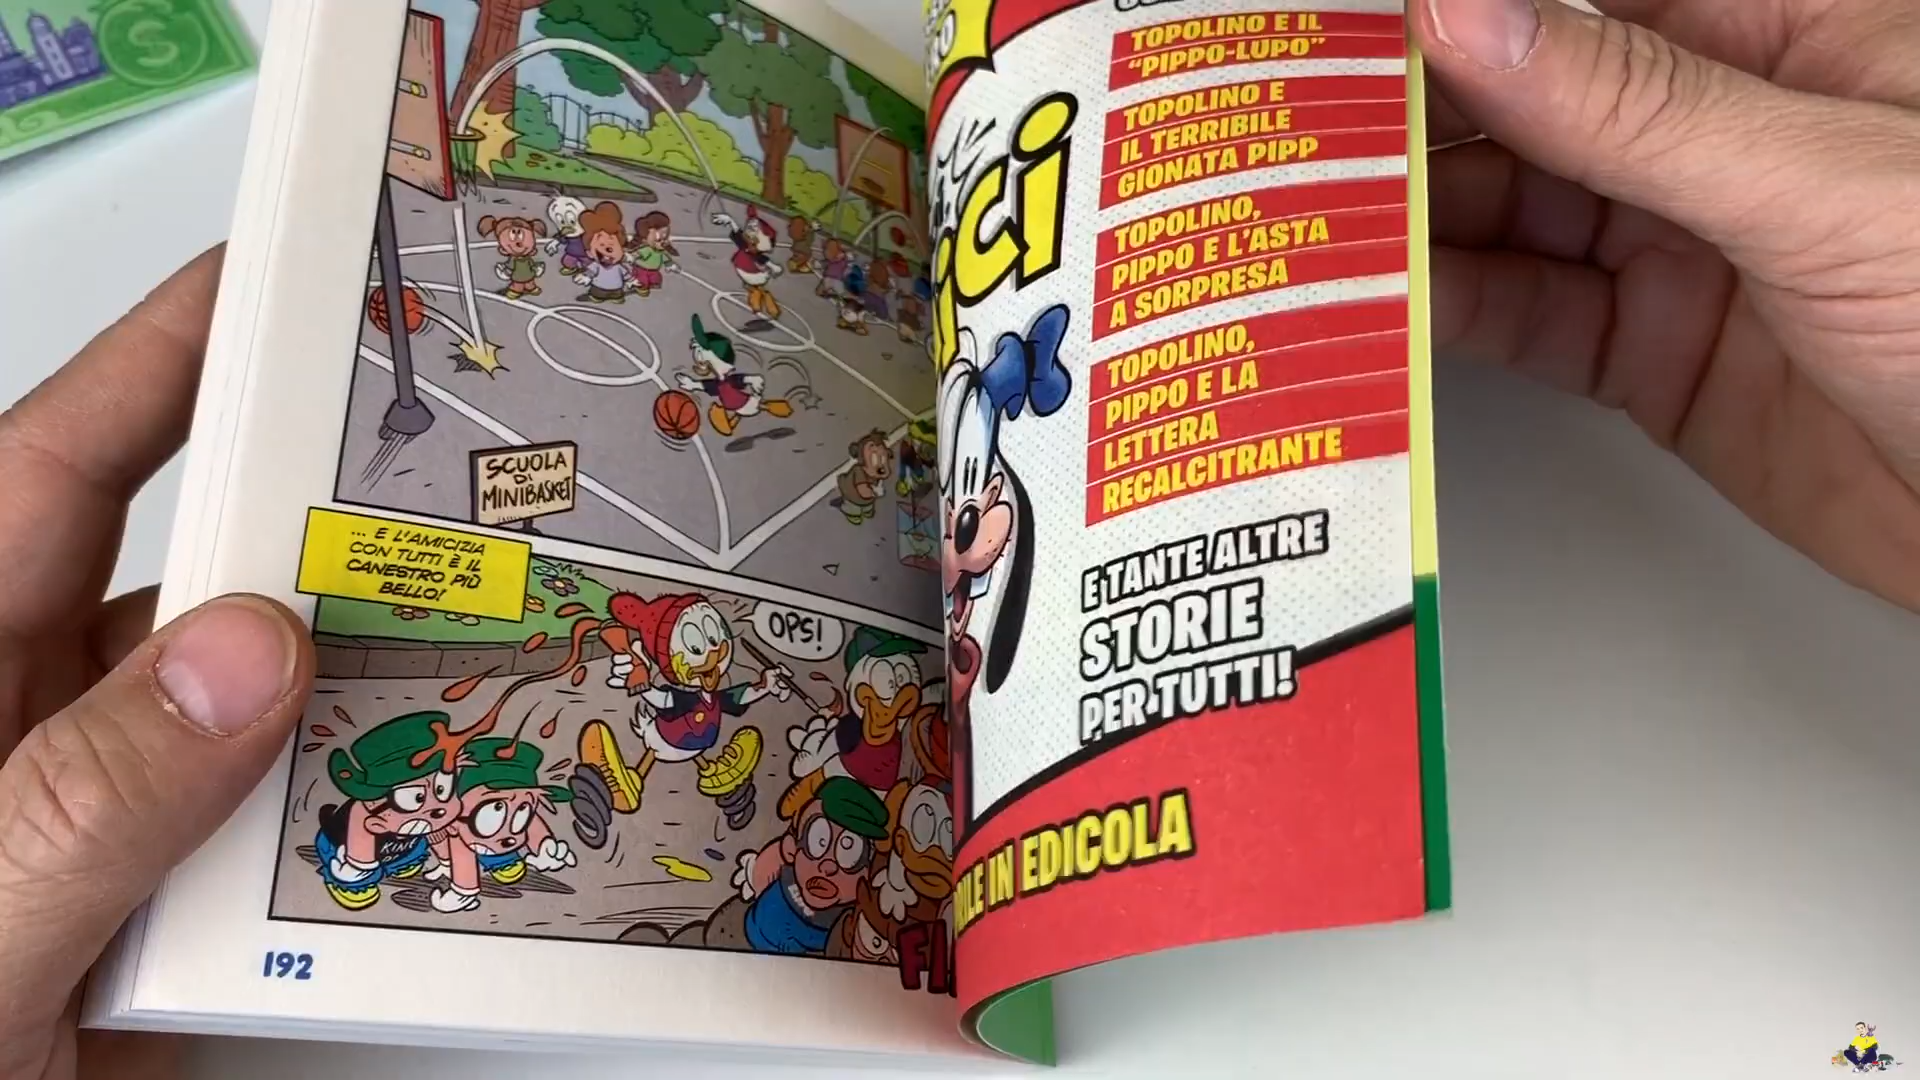 SCUOLA
DI
MINIBASKET
... E L'AMICIZIA
CON TUTTI È IL
CANESTRO PIÙ
BELLO!
OPS!
192
TOPOLINO E IL
"PIPPO-LUPO"
TOPOLINO E
IL TERRIBILE
GIONATA PIPP
TOPOLINO,
PIPPO E L'ASTA
A SORPRESA
TOPOLINO,
PIPPO E LA
LETTERA
RECALCITRANTE
E TANTE ALTRE
STORIE
PER TUTTI!
IN EDICOLA